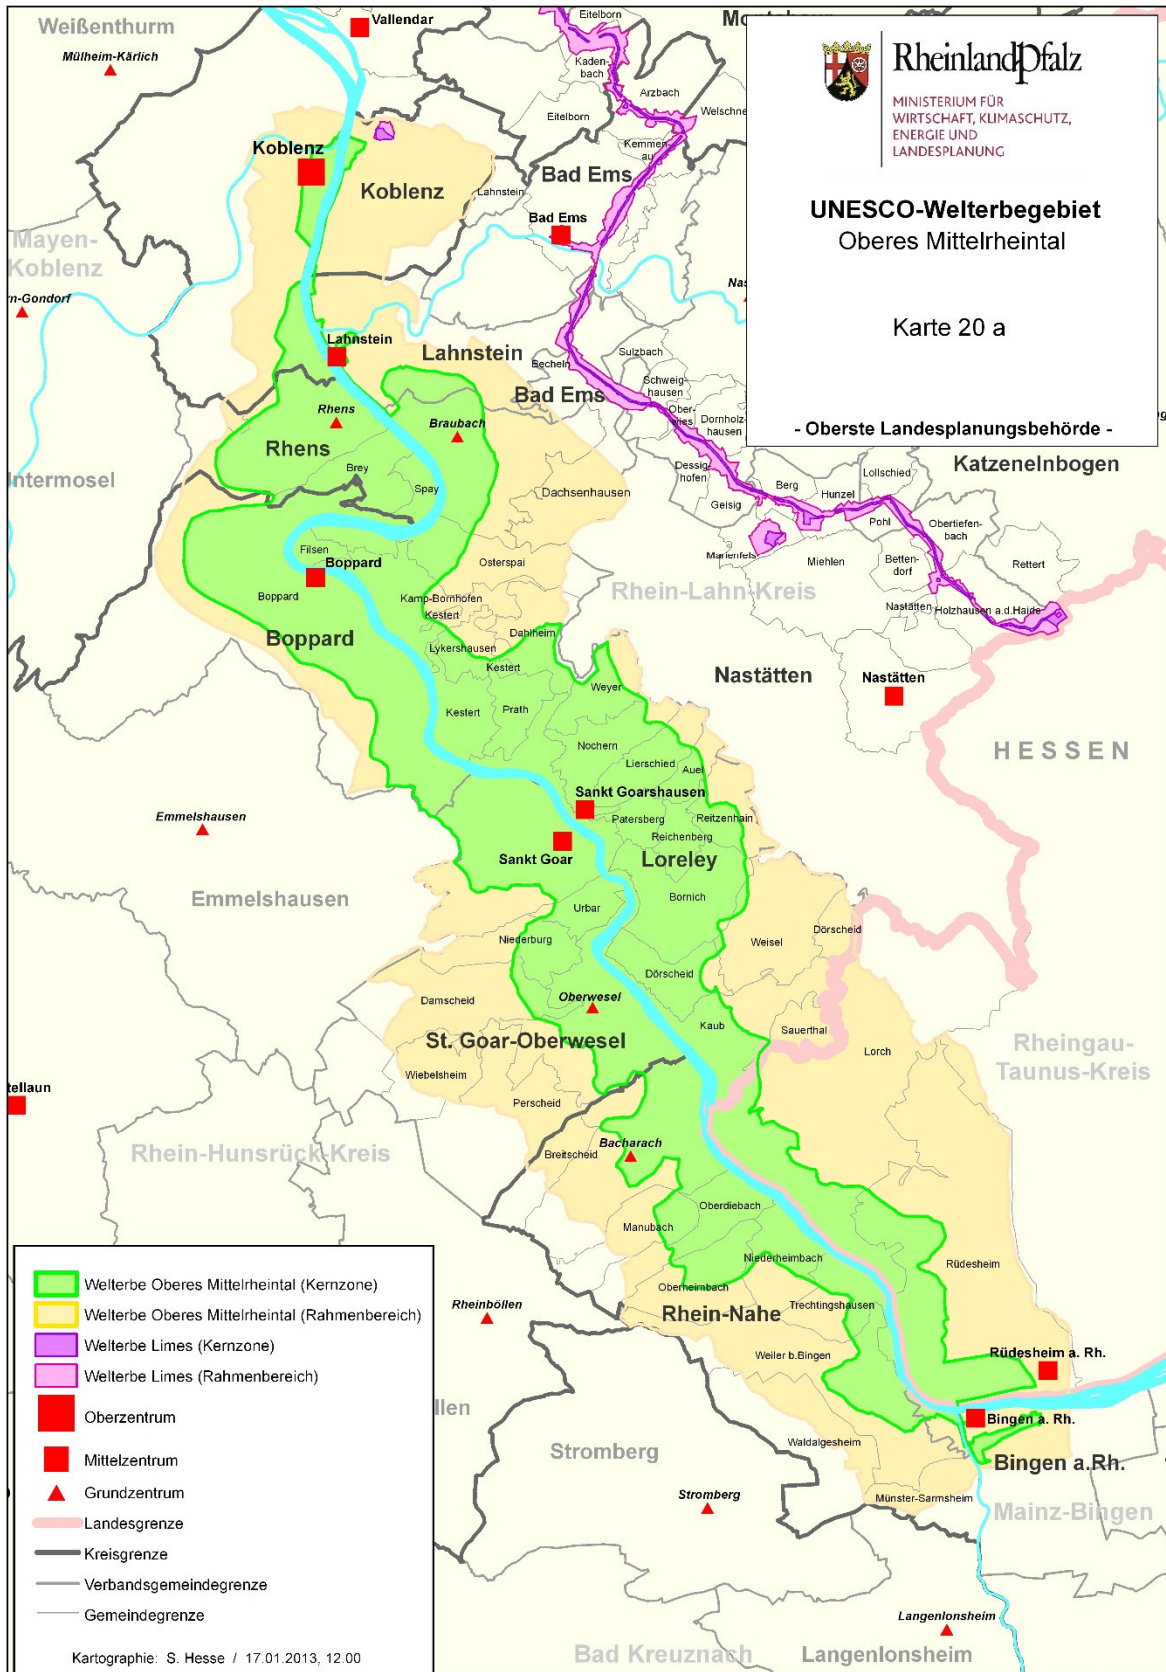 Weißenthurm
Mülheim-Kärlich
Vallendar
Eitelborn
Kaden-
bach
Arzbach
Eitelborn
Welschne
Kemmen-
au
RheinlandPfalz
MINISTERIUM FÜR
WIRTSCHAFT, KLIMASCHUTZ,
ENERGIE UND
LANDESPLANUNG
UNESCO-Welterbegebiet
Oberes Mittelrheintal
Karte 20 a
- Oberste Landesplanungsbehörde -
Koblenz
Koblenz
Bad Ems
Lahnstein
Bad Ems
Mayen-
Koblenz
rn-Gondorf
Lahnstein
Lahnstein
Becheln
Sulzbach
Bad Ems
Schweig-
hausen
Ober-
wies
Dornholz-
hausen
Rhens
Braubach
Rhens
Brey
Spay
Dachsenhausen
Dessig-
hofen
Geisig
Berg
Hunzel
Lollschied
Pohl
Katzenelnbogen
Obertiefen-
bach
ntermosel
Filsen
Boppard
Boppard
Osterspai
Marienfels
Miehlen
Betten-
dorf
Rettert
Rhein-Lahn-Kreis
Nastätten
Holzhausen a.d.Haide
Kamp-Bornhofen
Kestert
Boppard
Dahlheim
Lykershausen
Kestert
Weyer
Nastätten
Nastätten
Kestert
Prath
Nochern
Lierschied
Auel
HESSEN
Sankt Goarshausen
Patersberg
Reitzenhain
Reichenberg
Emmelshausen
Sankt Goar
Loreley
Emmelshausen
Bornich
Urbar
Niederburg
Weisel
Dörscheid
Dörscheid
Damscheid
Oberwesel
Kaub
Sauerthal
St. Goar-Oberwesel
Lorch
Rheingau-
Taunus-Kreis
Wiebelsheim
tellaun
Perscheid
Rhein-Hunsrück-Kreis
Breitscheid
Bacharach
Oberdiebach
Manubach
Niederheimbach
Rüdesheim
Oberheimbach
Rhein-Nahe
Trechtingshausen
Rheinböllen
Weiler b.Bingen
Rüdesheim a. Rh.
llen
Bingen a. Rh.
Stromberg
Waldalgesheim
Bingen a.Rh.
Stromberg
Münster-Sarmsheim
Mainz-Bingen
Langenlonsheim
Bad Kreuznach
Langenlonsheim
Welterbe Oberes Mittelrheintal (Kernzone)
Welterbe Oberes Mittelrheintal (Rahmenbereich)
Welterbe Limes (Kernzone)
Welterbe Limes (Rahmenbereich)
Oberzentrum
Mittelzentrum
Grundzentrum
Landesgrenze
Kreisgrenze
Verbandsgemeindegrenze
Gemeindegrenze
Kartographie: S. Hesse / 17.01.2013, 12.00